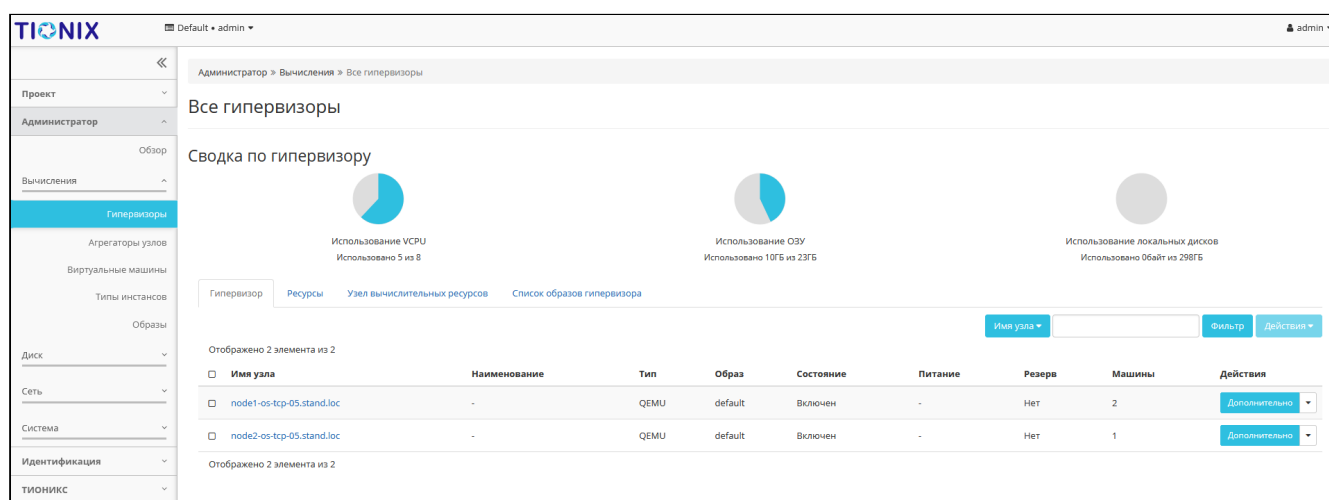 TIONIX
Default • admin
admin
Администратор » Вычисления » Все гипервизоры
Проект
Администратор
Обзор
Вычисления
Гипервизоры
Агрегаторы узлов
Виртуальные машины
Типы инстансов
Образы
Диск
Сеть
Система
Идентификация
ТИОНИКС
Все гипервизоры
Сводка по гипервизору
Использование VCPU
Использовано 5 из 8
Использование ОЗУ
Использовано 10ГБ из 23ГБ
Использование локальных дисков
Использовано 0байт из 298ГБ
Гипервизор Ресурсы Узел вычислительных ресурсов Список образов гипервизора
Имя узла Фильтр Действия
Отображено 2 элемента из 2
Имя узла Наименование Тип Образ Состояние Питание Резерв Машины Действия
node1-os-tcp-05.stand.loc - QEMU default Включен - Нет 2 Дополнительно
node2-os-tcp-05.stand.loc - QEMU default Включен - Нет 1 Дополнительно
Отображено 2 элемента из 2